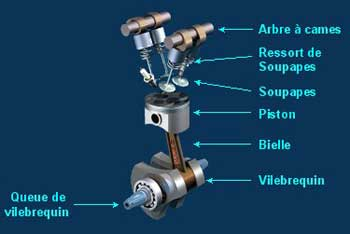 Arbre à cames
Ressort de
Soupapes
Soupapes
Piston
Bielle
Vilebrequin
Queue de
vilebrequin